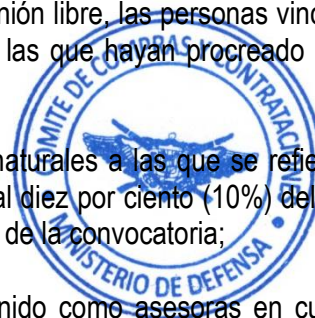 nión libre, las personas vinc
las que hayan procreado
COMITE DE COMPRAS Y CONTRATACIONES
naturales a las que se refie
al diez por ciento (10%) del
de la convocatoria;
MINISTERIO DE DEFENSA
nido como asesoras en cu